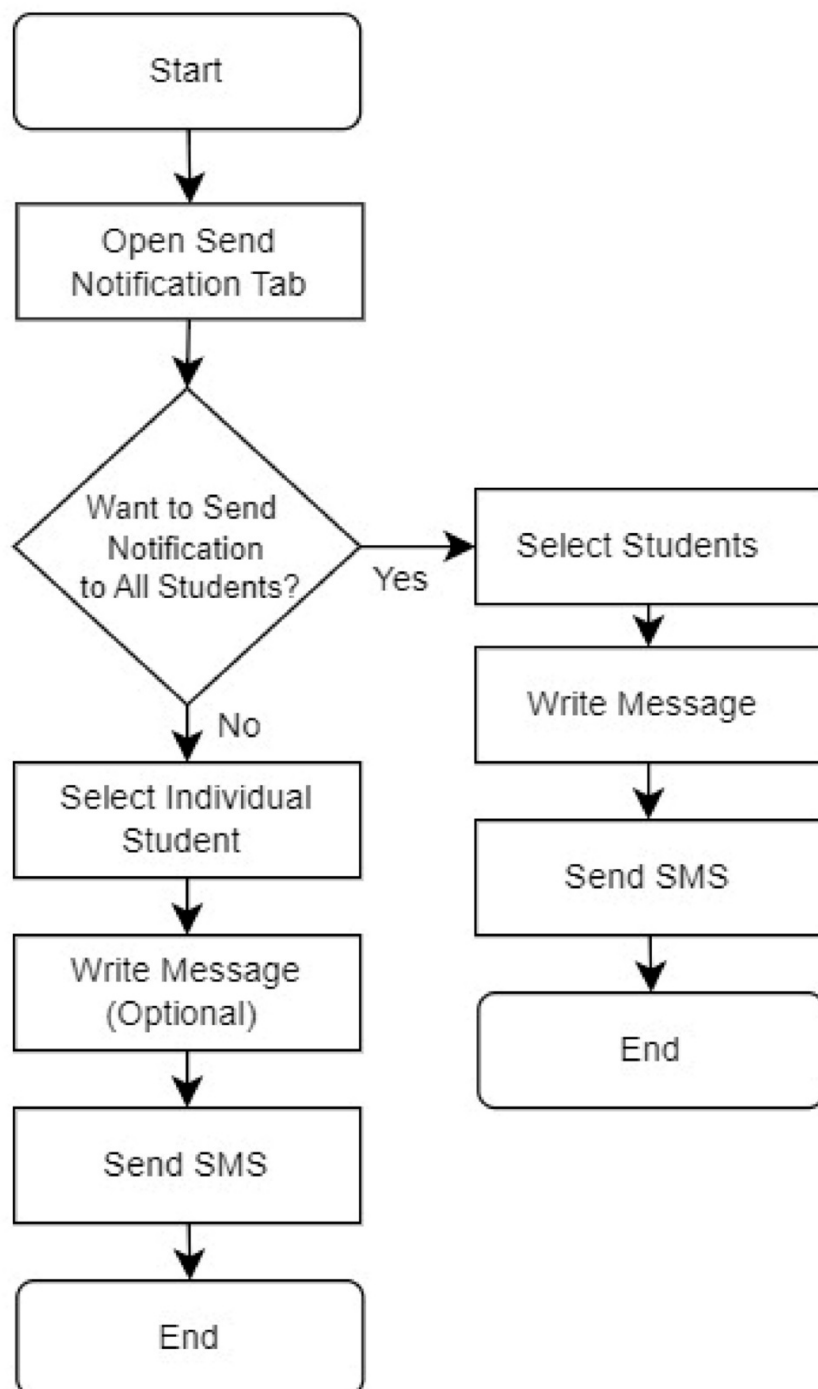 Start
Open Send
Notification Tab
Want to Send
Notification
to All Students?
Yes
No
Select Individual
Student
Write Message
(Optional)
Send SMS
End
Select Students
Write Message
Send SMS
End